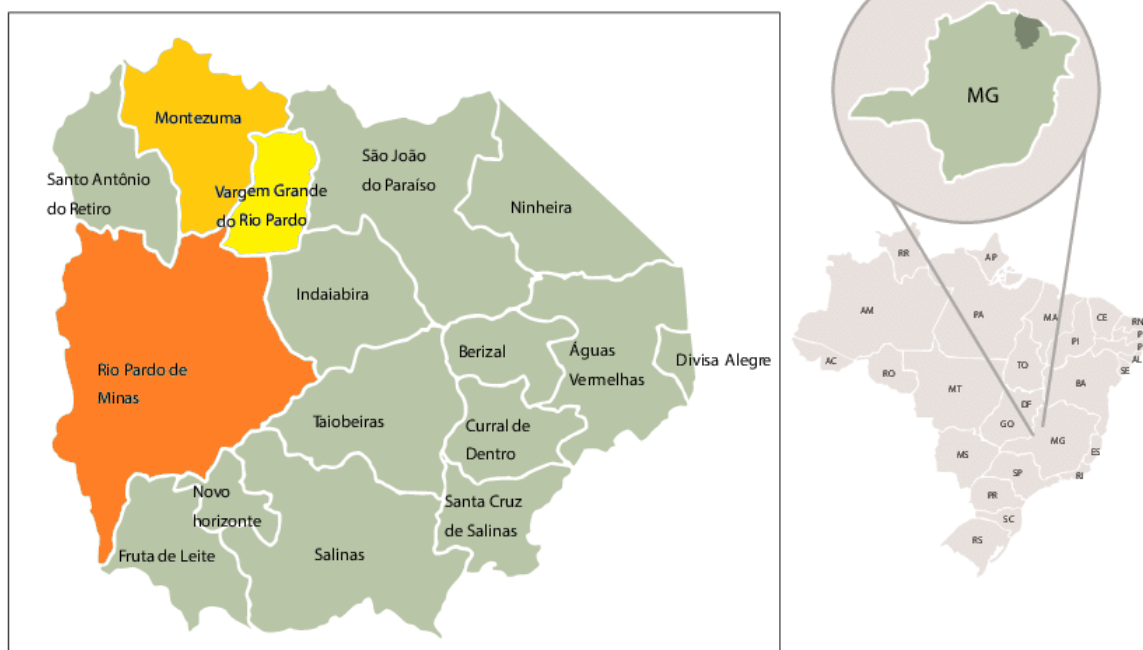 Montezuma
Santo Antônio
do Retiro
Vargem Grande
do Rio Pardo
São João
do Paraíso
Ninheira
Indaiabira
Rio Pardo de
Minas
Berizal
Águas
Vermelhas
Divisa Alegre
Taiobeiras
Curral de
Dentro
Novo
horizonte
Santa Cruz
de Salinas
Fruta de Leite
Salinas
MG
RR
AP
AM
PA
MA
CE
RN
P
P
AL
SE
PI
AC
RO
TO
BA
MT
DF
GO
MG
ES
MS
SP
RJ
PR
SC
RS